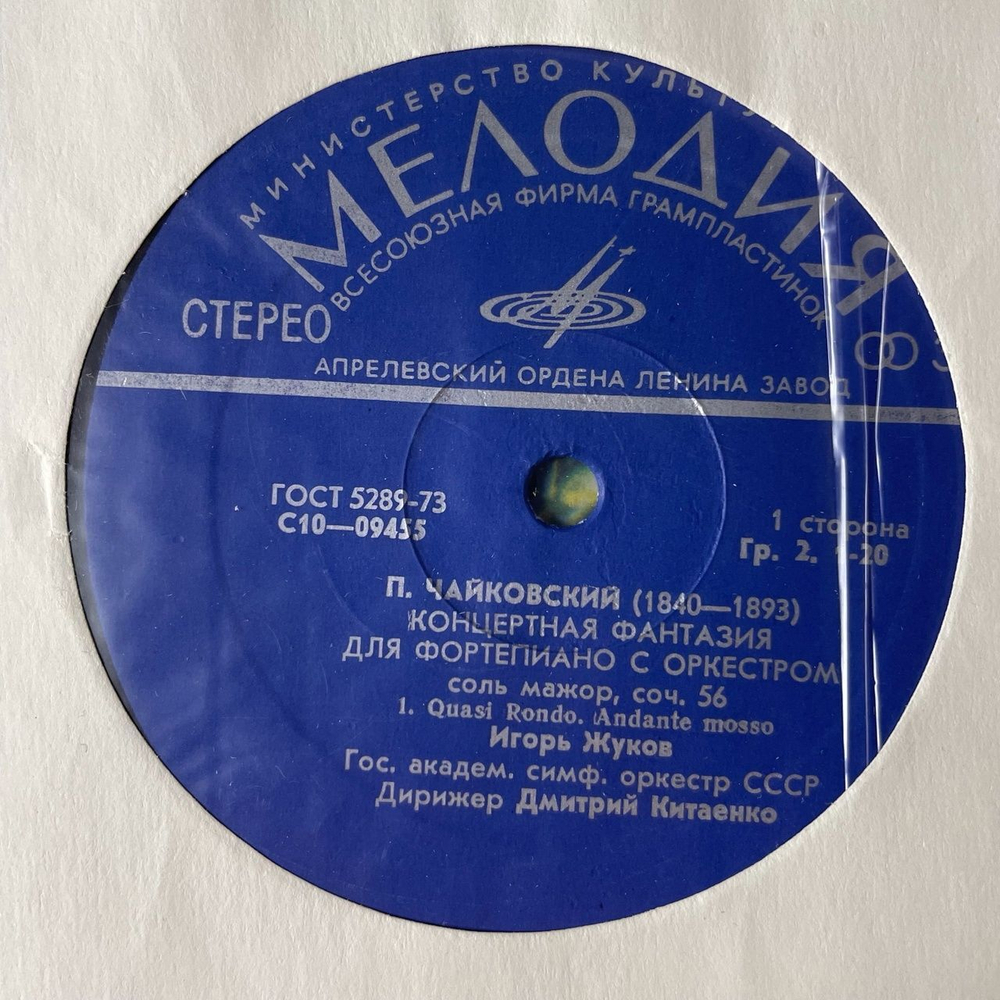 МИНИСТЕРСТВО
МЕЛОДИЯ
ВСЕСОЮЗНАЯ ФИРМА ГРАМПЛАСТИНОК
СТЕРЕО
АПРЕЛЕВСКИЙ ОРДЕНА ЛЕНИНА ЗАВОД
ГОСТ 5289-73
С10—09455
1 сторона
Гр. 2.
П. ЧАЙКОВСКИЙ (1840—1893)
КОНЦЕРТНАЯ ФАНТАЗИЯ
ДЛЯ ФОРТЕПИАНО С ОРКЕСТРОМ
соль мажор, соч. 56
1. Quasi Rondo. Andante mosso
Игорь Жуков
Гос. академ. симф. оркестр СССР
Дирижер Дмитрий Китаенко